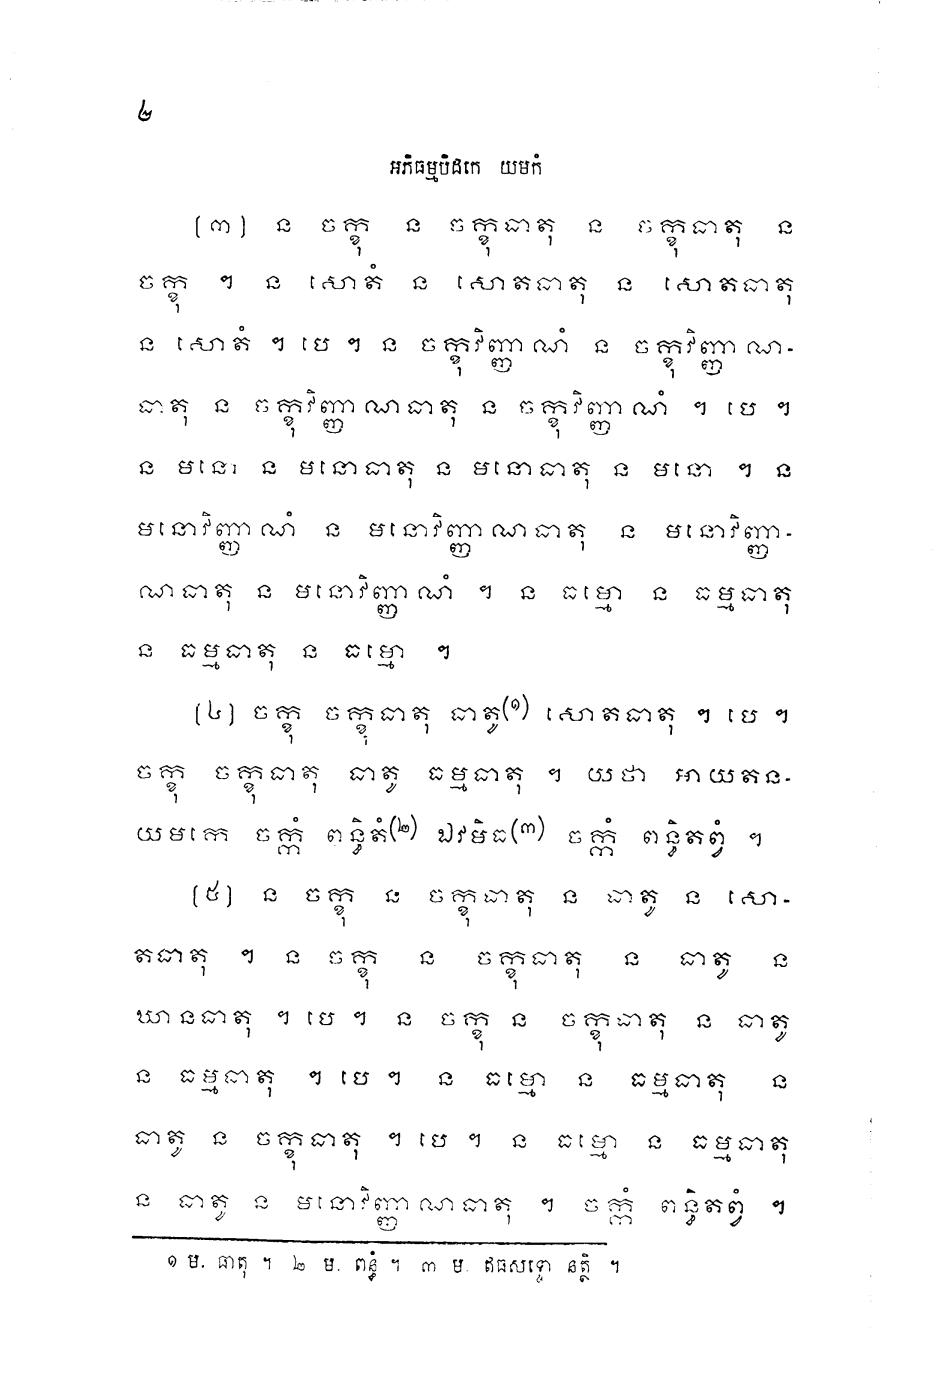 ២
អភិធម្មបិដកេ យមកំ
(៣) ន ចក្ខុ ន ចក្ខុធាតុ ន ចក្ខុធាតុ ន
ចក្ខុ ។ ន សោតំ ន សោតធាតុ ន សោតធាតុ
ន សោតំ ។ បេ ។ ន ចក្ខុវិញ្ញាណំ ន ចក្ខុវិញ្ញាណ-
ធាតុ ន ចក្ខុវិញ្ញាណធាតុ ន ចក្ខុវិញ្ញាណំ ។ បេ ។
ន មនោ ន មនោធាតុ ន មនោធាតុ ន មនោ ។ ន
មនោវិញ្ញាណំ ន មនោវិញ្ញាណធាតុ ន មនោវិញ្ញា-
ណធាតុ ន មនោវិញ្ញាណំ ។ ន ធម្មោ ន ធម្មធាតុ
ន ធម្មធាតុ ន ធម្មោ ។
(៤) ចក្ខុ ចក្ខុធាតុ ធាតូ(១) សោតធាតុ ។ បេ ។
ចក្ខុ ចក្ខុធាតុ ធាតូ ធម្មធាតុ ។ យថា អាយតន-
យមកេ ចក្កំ ពន្ធិតំ(២) ឯវមិធ(៣) ចក្កំ ពន្ធិតព្វំ ។
(៥) ន ចក្ខុ ន ចក្ខុធាតុ ន ធាតូ ន សោ-
តធាតុ ។ ន ចក្ខុ ន ចក្ខុធាតុ ន ធាតូ ន
ឃានធាតុ ។ បេ ។ ន ចក្ខុ ន ចក្ខុធាតុ ន ធាតូ
ន ធម្មធាតុ ។ បេ ។ ន ធម្មោ ន ធម្មធាតុ ន
ធាតូ ន ចក្ខុធាតុ ។ បេ ។ ន ធម្មោ ន ធម្មធាតុ
ន ធាតូ ន មនោវិញ្ញាណធាតុ ។ ចក្កំ ពន្ធិតព្វំ ។
១ ម. ធាតុ ។ ២ ម. ពន្ធំ ។ ៣ ម. ឥធសទ្ទោ នត្ថិ ។